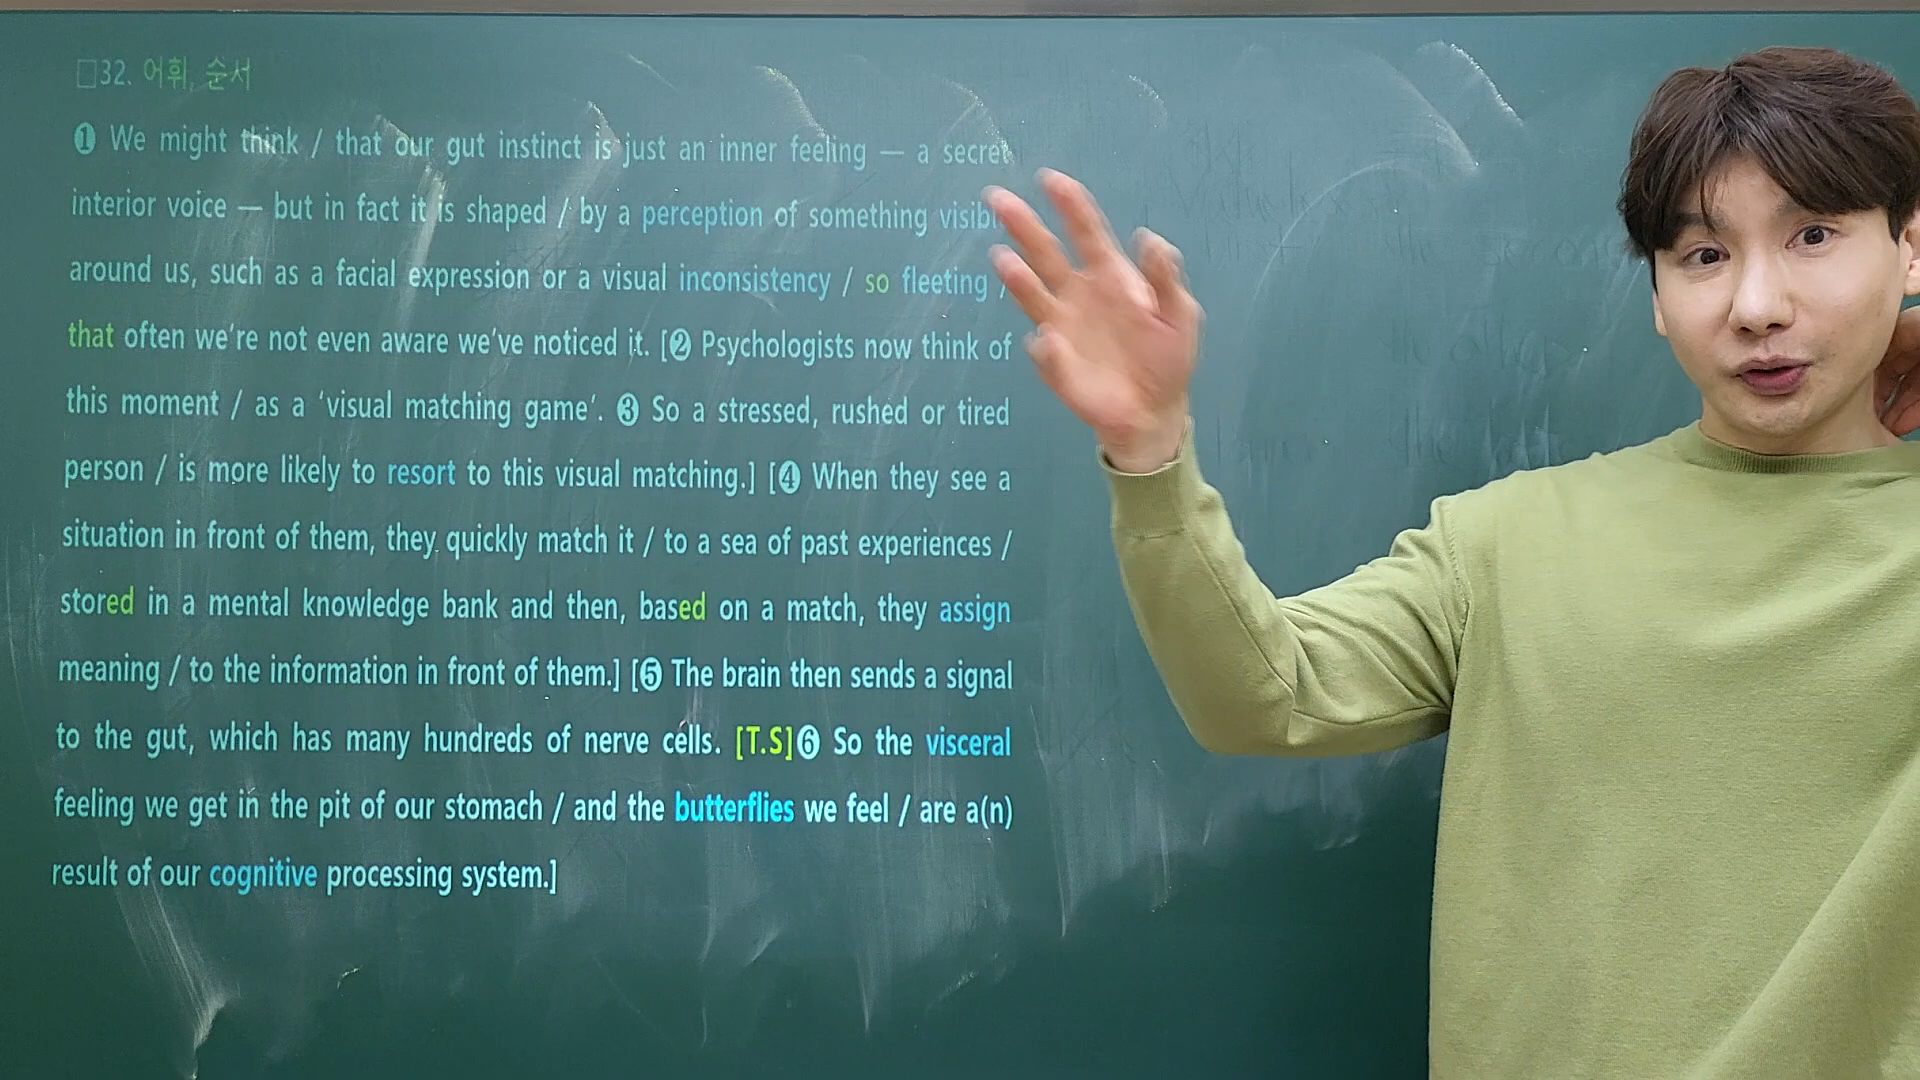 □32. 어휘, 순서
❶ We might think / that our gut instinct is just an inner feeling — a secret
interior voice — but in fact it is shaped / by a perception of something
around us, such as a facial expression or a visual inconsistency / so fleeting /
that often we're not even aware we've noticed it. [❷ Psychologists now think of
this moment / as a 'visual matching game'. ❸ So a stressed, rushed or tired
person / is more likely to resort to this visual matching.] [❹ When they see a
situation in front of them, they quickly match it / to a sea of past experiences /
stored in a mental knowledge bank and then, based on a match, they assign
meaning / to the information in front of them.] [❺ The brain then sends a signal
to the gut, which has many hundreds of nerve cells. [T.S]❻ So the visceral
feeling we get in the pit of our stomach / and the butterflies we feel / are a(n)
result of our cognitive processing system.]